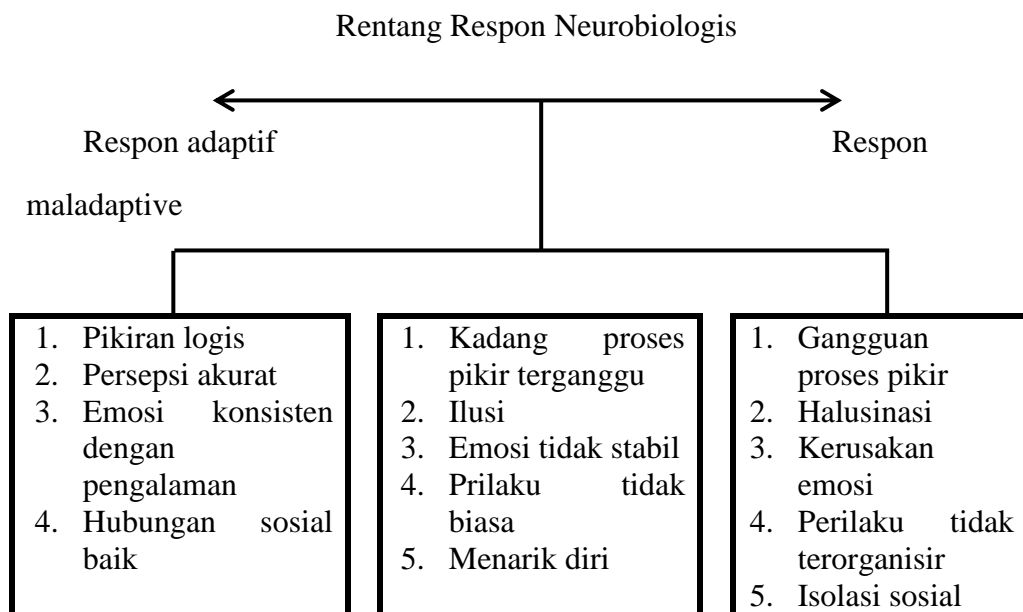 Rentang Respon Neurobiologis
Respon adaptif Respon
maladaptive
1. Pikiran logis
2. Persepsi akurat
3. Emosi konsisten
dengan
pengalaman
4. Hubungan sosial
baik
1. Kadang proses
pikir terganggu
2. Ilusi
3. Emosi tidak stabil
4. Prilaku tidak
biasa
5. Menarik diri
1. Gangguan
proses pikir
2. Halusinasi
3. Kerusakan
emosi
4. Perilaku tidak
terorganisir
5. Isolasi sosial